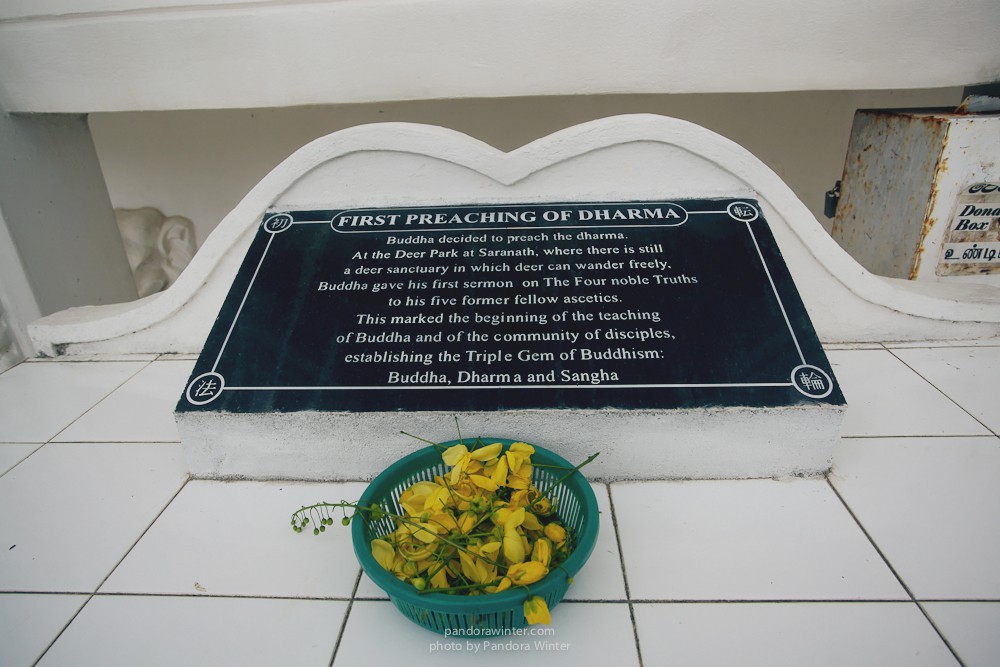 初
FIRST PREACHING OF DHARMA
転
Buddha decided to preach the dharma.
At the Deer Park at Saranath, where there is still
a deer sanctuary in which deer can wander freely,
Buddha gave his first sermon on The Four noble Truths
to his five former fellow ascetics.
This marked the beginning of the teaching
of Buddha and of the community of disciples,
establishing the Triple Gem of Buddhism:
Buddha, Dharma and Sangha
法
輪
Box
pandorawinter.com
photo by Pandora Winter